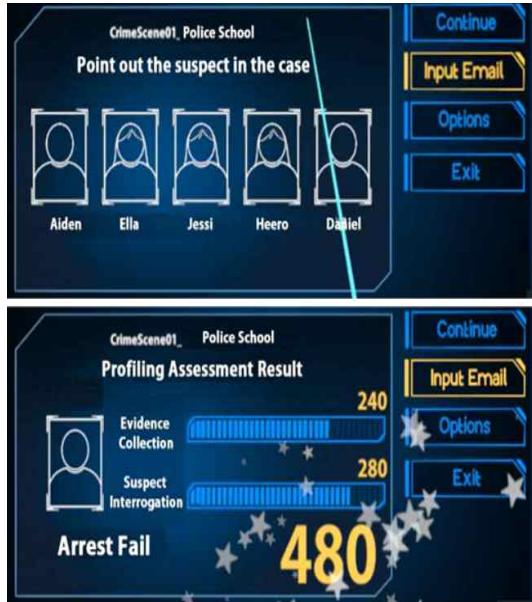 CrimeScene01_ Police School
Point out the suspect in the case
Aiden Ella Jessi Heero Daniel
Continue
Input Email
Options
Exit
CrimeScene01_ Police School
Profiling Assessment Result
240
Evidence
Collection
280
Suspect
Interrogation
Arrest Fail
480
Continue
Input Email
Options
Exit